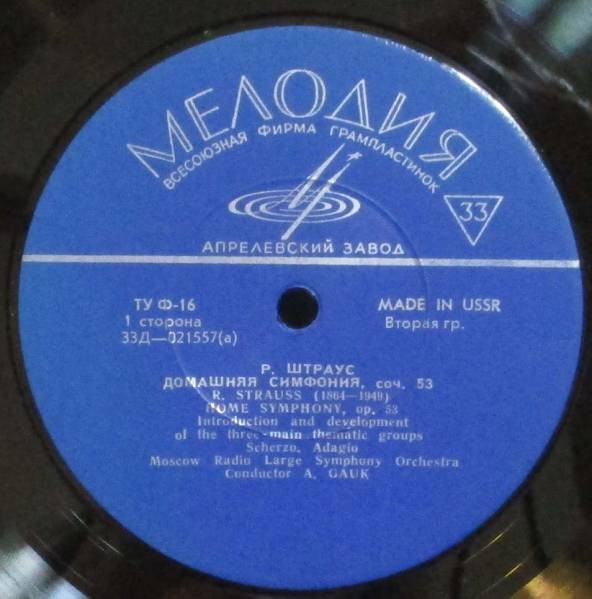 МЕЛОДИЯ
ВСЕСОЮЗНАЯ ФИРМА ГРАМПЛАСТИНОК
33
АПРЕЛЕВСКИЙ ЗАВОД
ТУ Ф-16
MADE IN USSR
1 сторона
Вторая гр.
33Д—021557(а)
Р. ШТРАУС
ДОМАШНЯЯ СИМФОНИЯ, соч. 53
R. STRAUSS (1864—1949)
HOME SYMPHONY, op. 53
Introduction and development
of the three-main thematic groups
Scherzo, Adagio
Moscow Radio Large Symphony Orchestra
Conductor A. GAUK